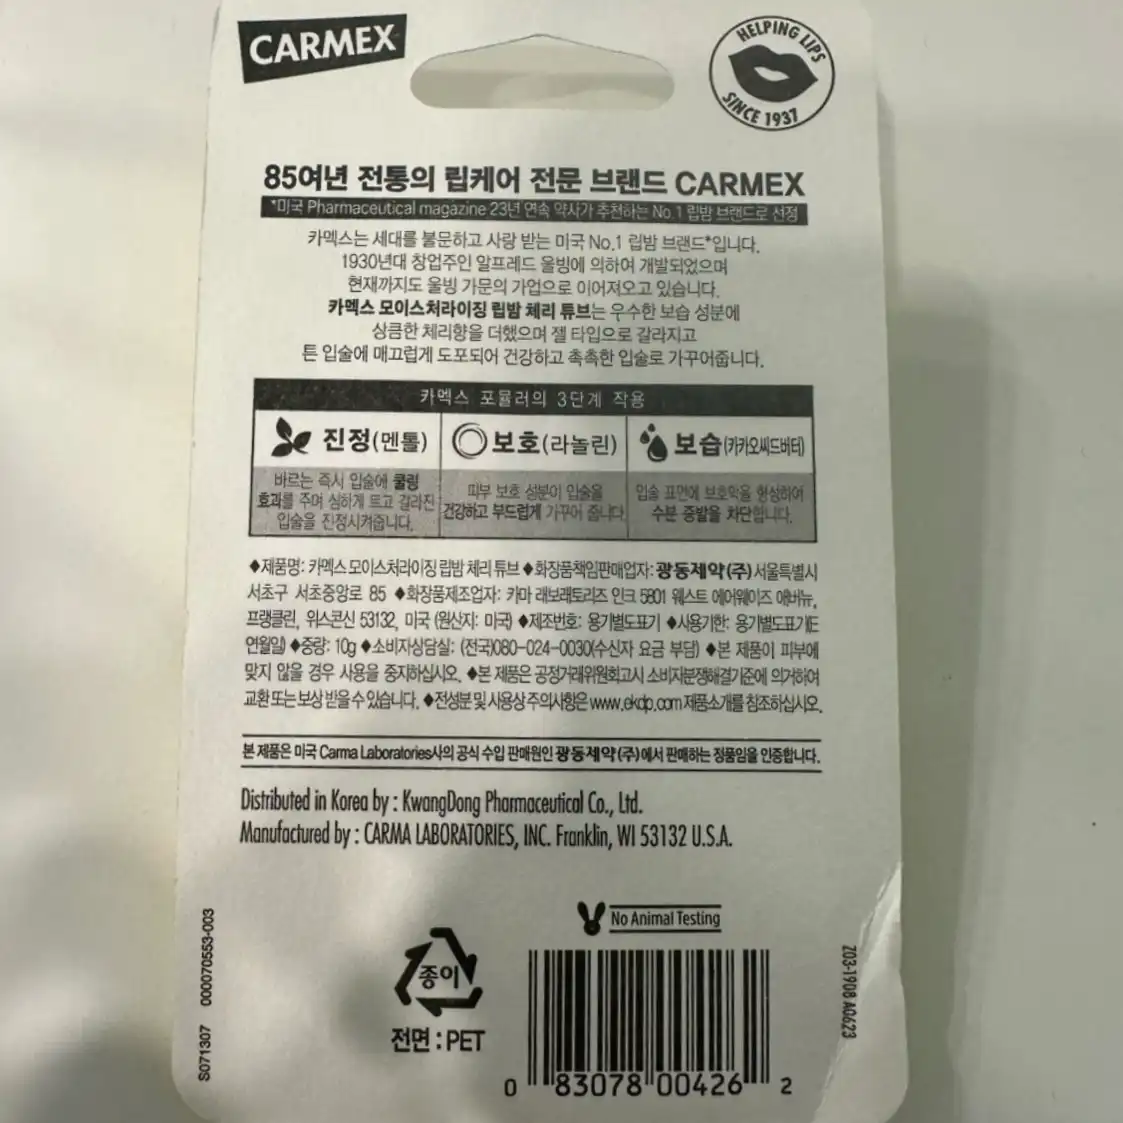 CARMEX
HELPING LIPS
SINCE 1937
85여년 전통의 립케어 전문 브랜드 CARMEX
*미국 Pharmaceutical magazine 23년 연속 약사가 추천하는 No.1 립밤 브랜드로 선정
카멕스는 세대를 불문하고 사랑 받는 미국 No.1 립밤 브랜드*입니다.
1930년대 창업주인 알프레드 울빙에 의하여 개발되었으며
현재까지도 울빙 가문의 가업으로 이어져오고 있습니다.
카멕스 모이스처라이징 립밤 체리 튜브는 우수한 보습 성분에
상큼한 체리향을 더했으며 젤 타입으로 갈라지고
튼 입술에 매끄럽게 도포되어 건강하고 촉촉한 입술로 가꾸어줍니다.
카멕스 포뮬러의 3단계 작용
진정(멘톨)
바르는 즉시 입술에 쿨링
효과를 주며 심하게 트고 갈라진
입술을 진정시켜줍니다.
보호(라놀린)
피부 보호 성분이 입술을
건강하고 부드럽게 가꾸어 줍니다.
보습(카카오씨드버터)
입술 표면에 보호막을 형성하여
수분 증발을 차단합니다.
♦제품명: 카멕스 모이스처라이징 립밤 체리 튜브 ♦화장품책임판매업자: 광동제약(주) 서울특별시
서초구 서초중앙로 85 ♦화장품제조업자: 카마 래보래토리즈 인크 5801 웨스트 에어웨이즈 애버뉴,
프랭클린, 위스콘신 53132, 미국 (원산지: 미국) ♦제조번호: 용기별도표기 ♦사용기한: 용기별도표기(E
연월일) ♦중량: 10g ♦소비자상담실: (전국)080-024-0030(수신자 요금 부담) ♦본 제품이 피부에
맞지 않을 경우 사용을 중지하십시오. ♦본 제품은 공정거래위원회고시 소비자분쟁해결기준에 의거하여
교환 또는 보상 받을 수 있습니다. ♦전성분 및 사용상 주의사항은 www.ekdp.com 제품소개를 참조하십시오.
본 제품은 미국 Carma Laboratories사의 공식 수입 판매원인 광동제약(주)에서 판매하는 정품임을 인증합니다.
Distributed in Korea by : KwangDong Pharmaceutical Co., Ltd.
Manufactured by : CARMA LABORATORIES, INC. Franklin, WI 53132 U.S.A.
No Animal Testing
종이
전면 : PET
0 83078 00426 2
S071307 000070553-003
Z03-1908 A0623